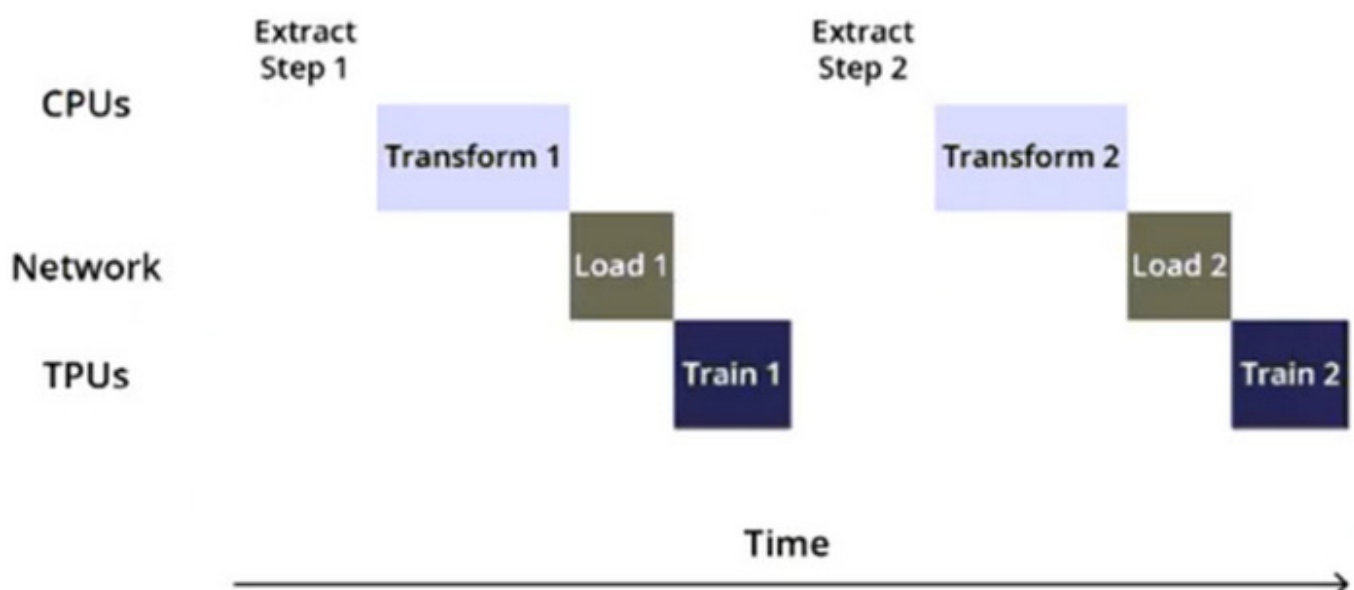 Extract
Step 1
Extract
Step 2
CPUs
Transform 1
Transform 2
Network
Load 1
Load 2
TPUs
Train 1
Train 2
Time